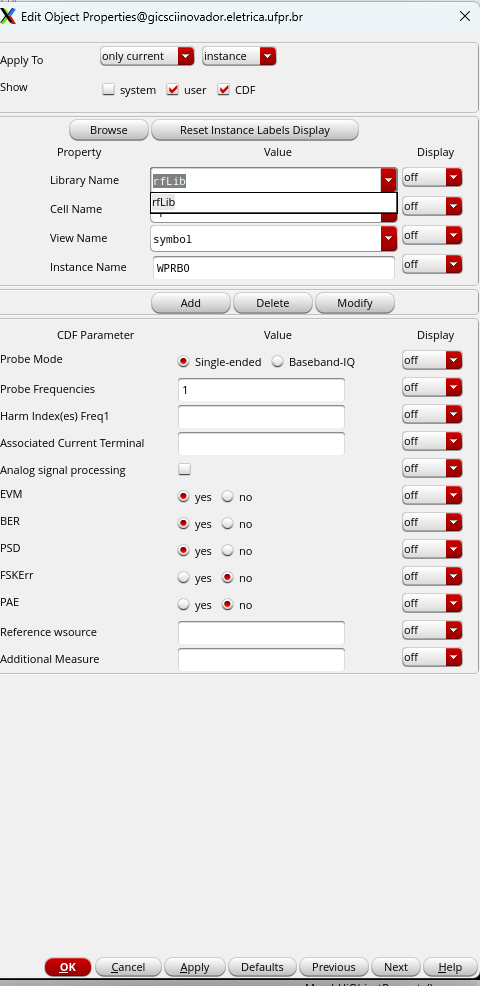 Edit Object Properties@gicsciinovador.eletrica.ufpr.br
Apply To only current instance
Show system user CDF
Browse Reset Instance Labels Display
Property Value Display
Library Name rfLib off
rfLib
Cell Name off
View Name symbol off
Instance Name WPRB0 off
Add Delete Modify
CDF Parameter Value Display
Probe Mode Single-ended Baseband-IQ off
Probe Frequencies 1 off
Harm Index(es) Freq1 off
Associated Current Terminal off
Analog signal processing off
EVM yes no off
BER yes no off
PSD yes no off
FSKErr yes no off
PAE yes no off
Reference wsource off
Additional Measure off
OK Cancel Apply Defaults Previous Next Help